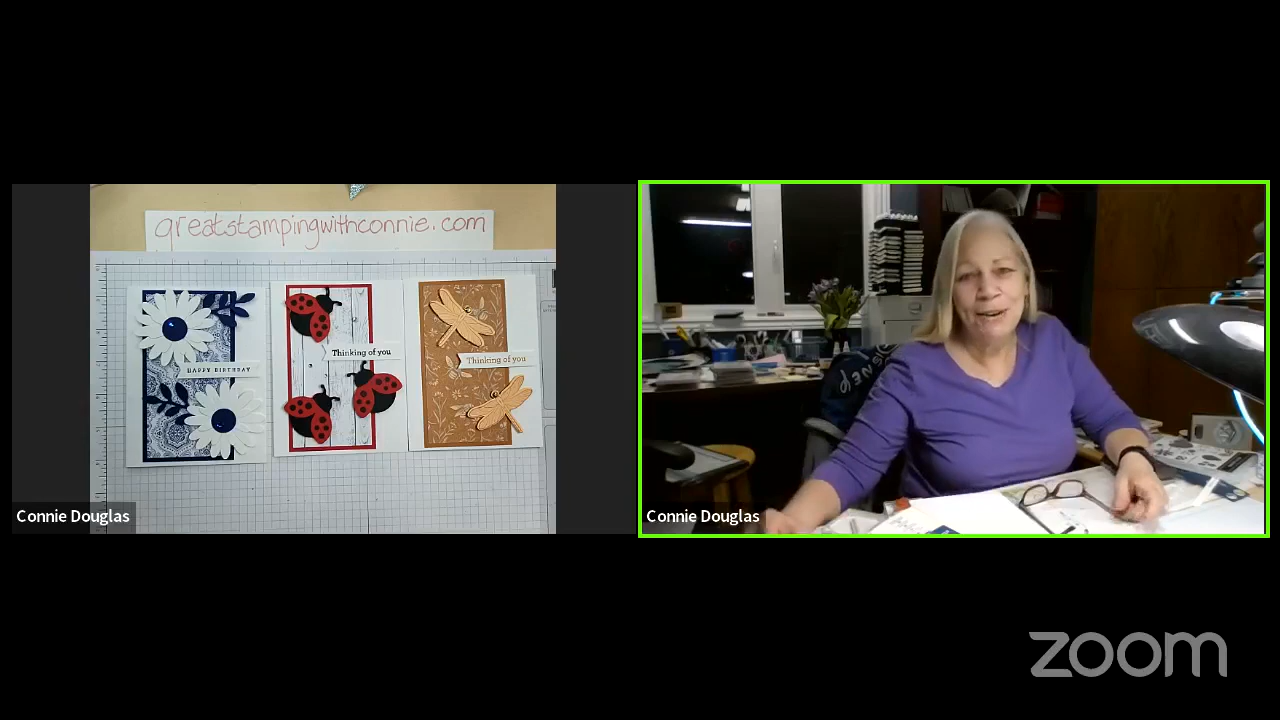 greatstampingwithconnie.com
HAPPY BIRTHDAY
Thinking of you
Thinking of you
Connie Douglas
Connie Douglas
zoom